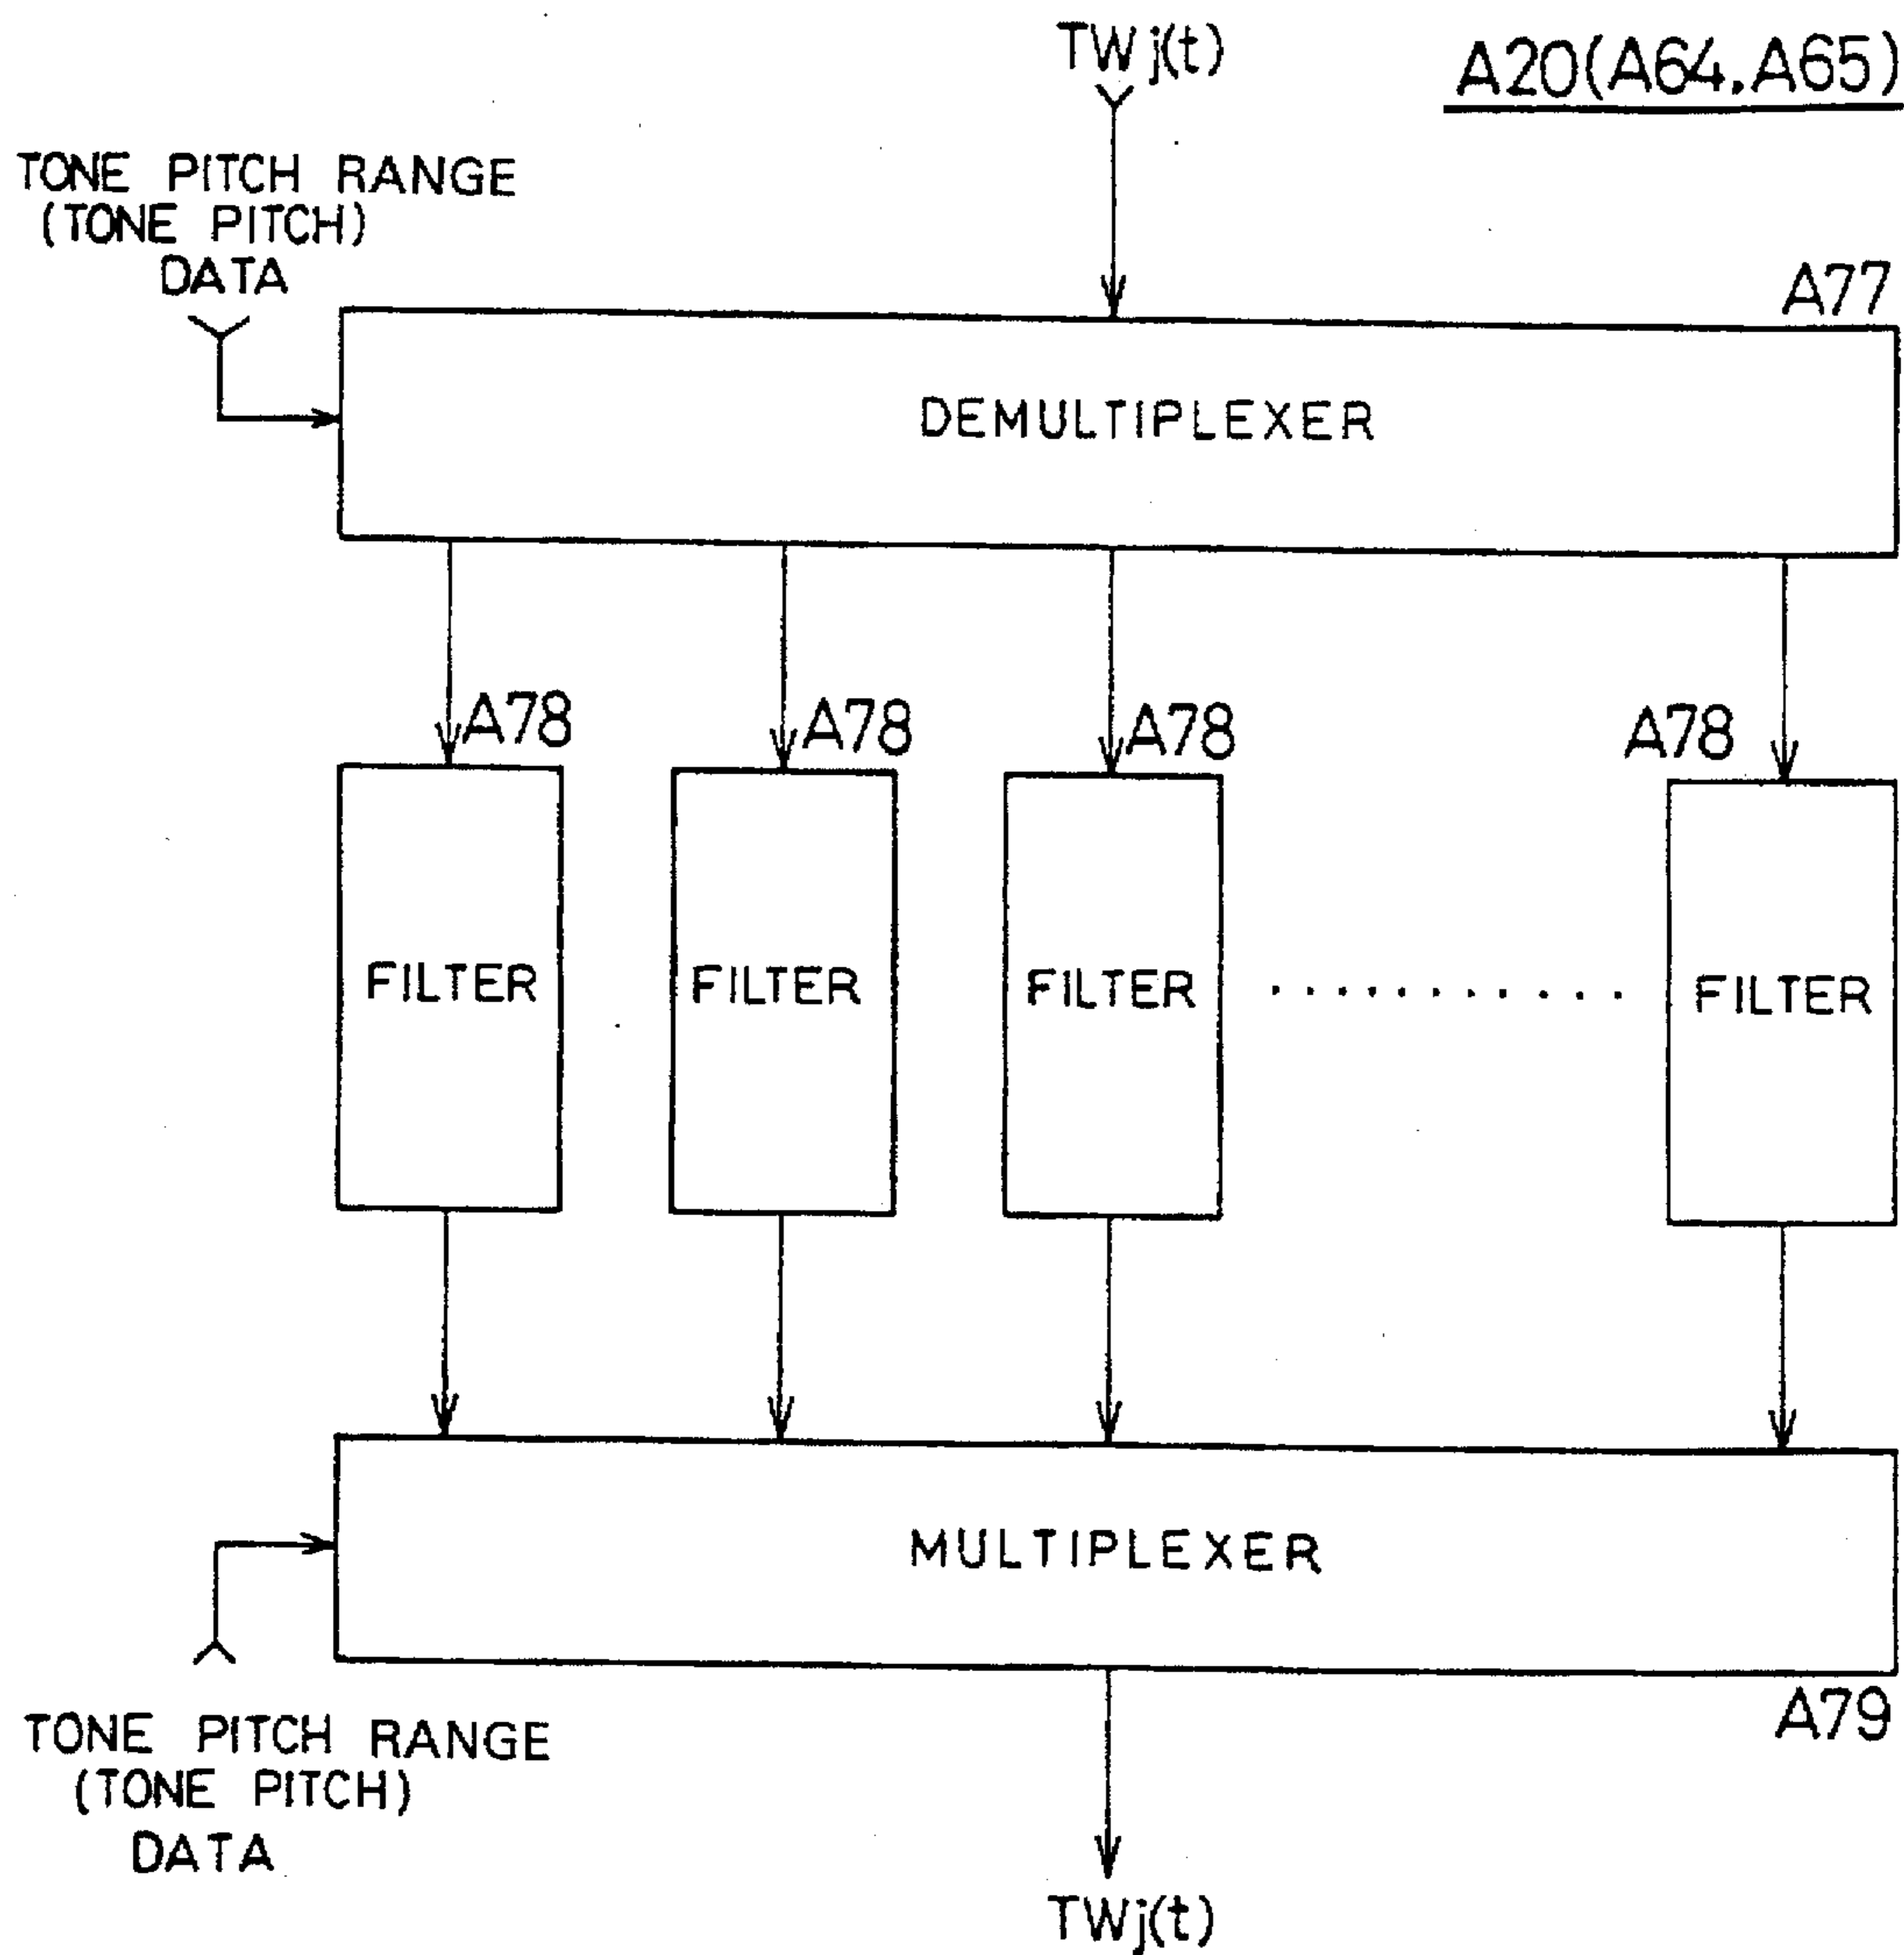 TWj(t)
A20(A64,A65)
TONE PITCH RANGE
(TONE PITCH)
DATA
A77
DEMULTIPLEXER
A78 A78 A78 A78
FILTER FILTER FILTER ............ FILTER
MULTIPLEXER
TONE PITCH RANGE
(TONE PITCH)
DATA
A79
TWj(t)